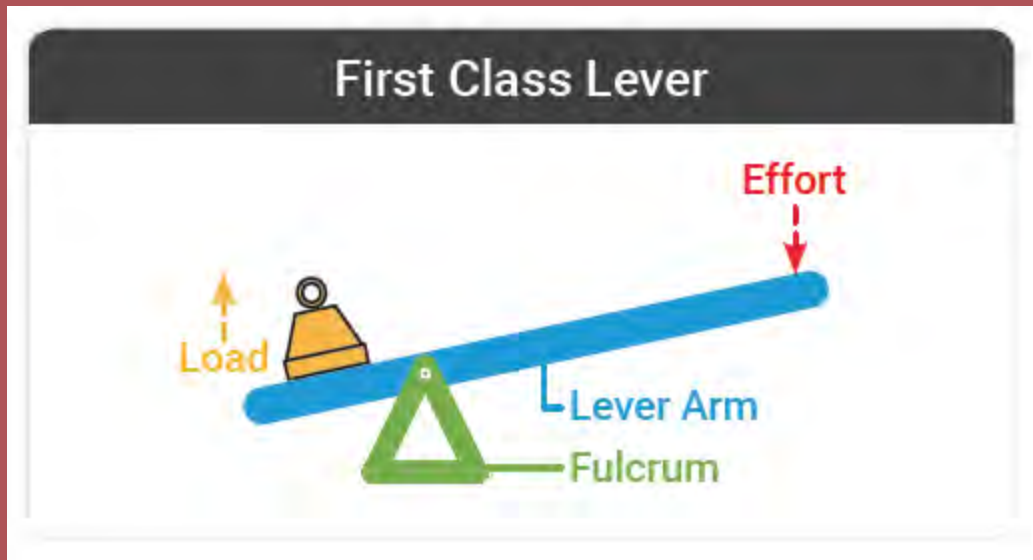 First Class Lever
Effort
Load
Lever Arm
Fulcrum